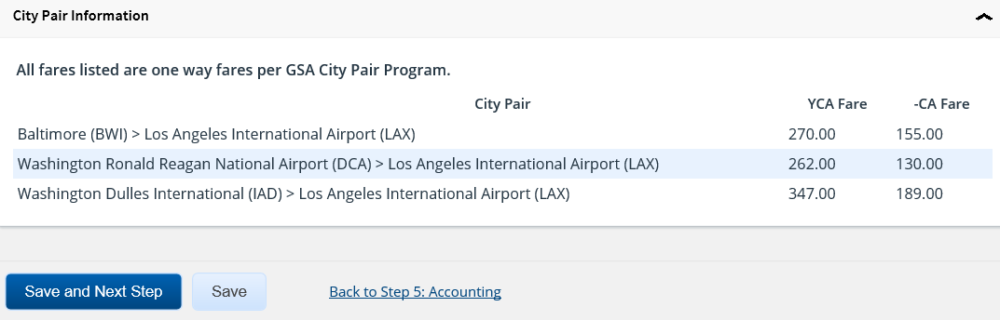 City Pair Information
All fares listed are one way fares per GSA City Pair Program.
City Pair YCA Fare -CA Fare
Baltimore (BWI) > Los Angeles International Airport (LAX) 270.00 155.00
Washington Ronald Reagan National Airport (DCA) > Los Angeles International Airport (LAX) 262.00 130.00
Washington Dulles International (IAD) > Los Angeles International Airport (LAX) 347.00 189.00
Save and Next Step Save Back to Step 5: Accounting